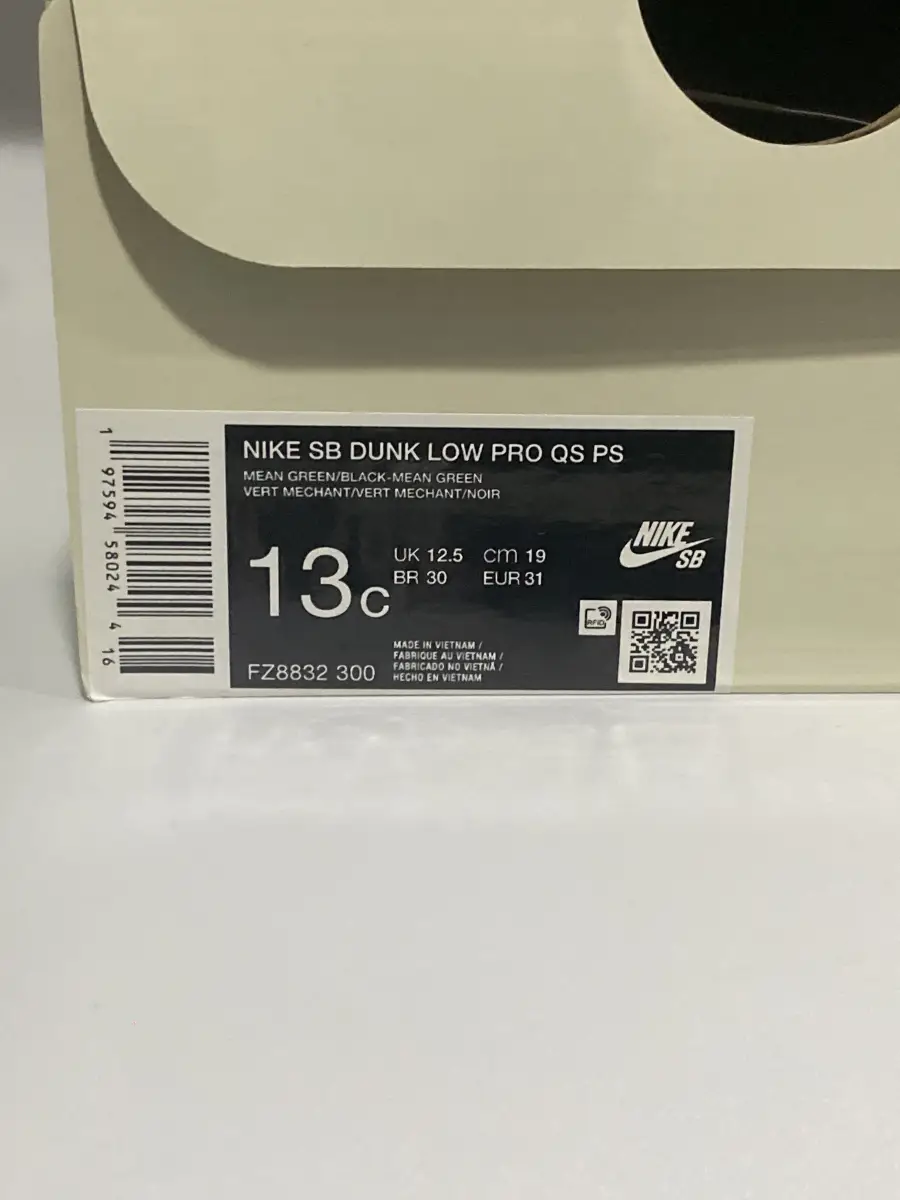 NIKE SB DUNK LOW PRO QS PS
MEAN GREEN/BLACK-MEAN GREEN
VERT MECHANT/VERT MECHANT/NOIR
13C
UK 12.5 cm 19
BR 30 EUR 31
NIKE
SB
RFID
FZ8832 300
MADE IN VIETNAM /
FABRIQUE AU VIETNAM /
FABRICADO NO VIETNÃ /
HECHO EN VIETNAM
1 97594 58024 4 16